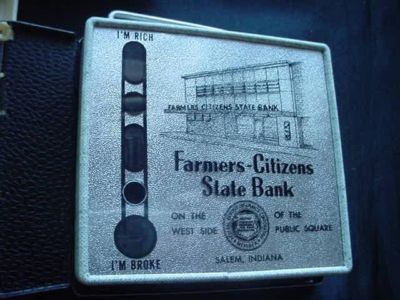 I'M RICH
FARMERS CITIZENS STATE BANK
Farmers-Citizens
State Bank
ON THE OF THE
WEST SIDE PUBLIC SQUARE
SALEM, INDIANA
I'M BROKE